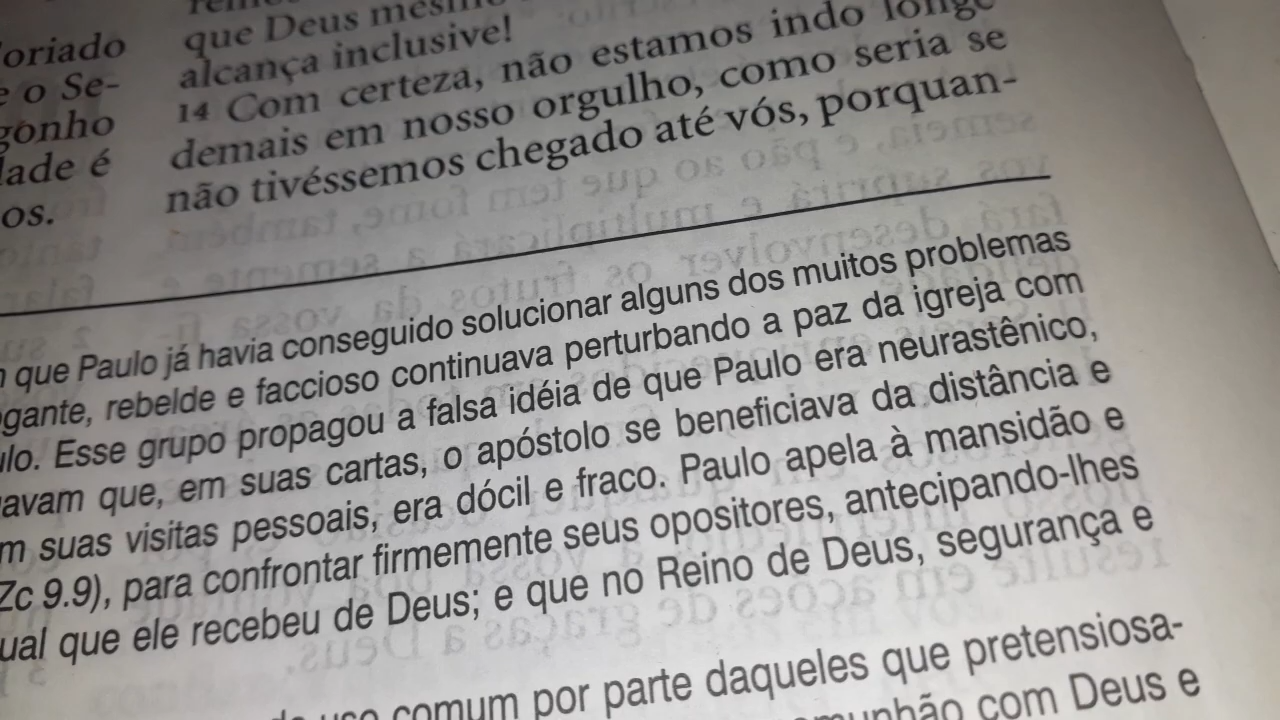 oriado
e o Se-
gonho
dade é
os.
que Deus mesmo
alcança inclusive!
14 Com certeza, não estamos indo longe
demais em nosso orgulho, como seria se
não tivéssemos chegado até vós, porquan-
que Paulo já havia conseguido solucionar alguns dos muitos problemas
gante, rebelde e faccioso continuava perturbando a paz da igreja com
ulo. Esse grupo propagou a falsa idéia de que Paulo era neurastênico,
avam que, em suas cartas, o apóstolo se beneficiava da distância e
m suas visitas pessoais, era dócil e fraco. Paulo apela à mansidão e
Zc 9.9), para confrontar firmemente seus opositores, antecipando-lhes
ual que ele recebeu de Deus; e que no Reino de Deus, segurança e
uso comum por parte daqueles que pretensiosa-
com Deus e